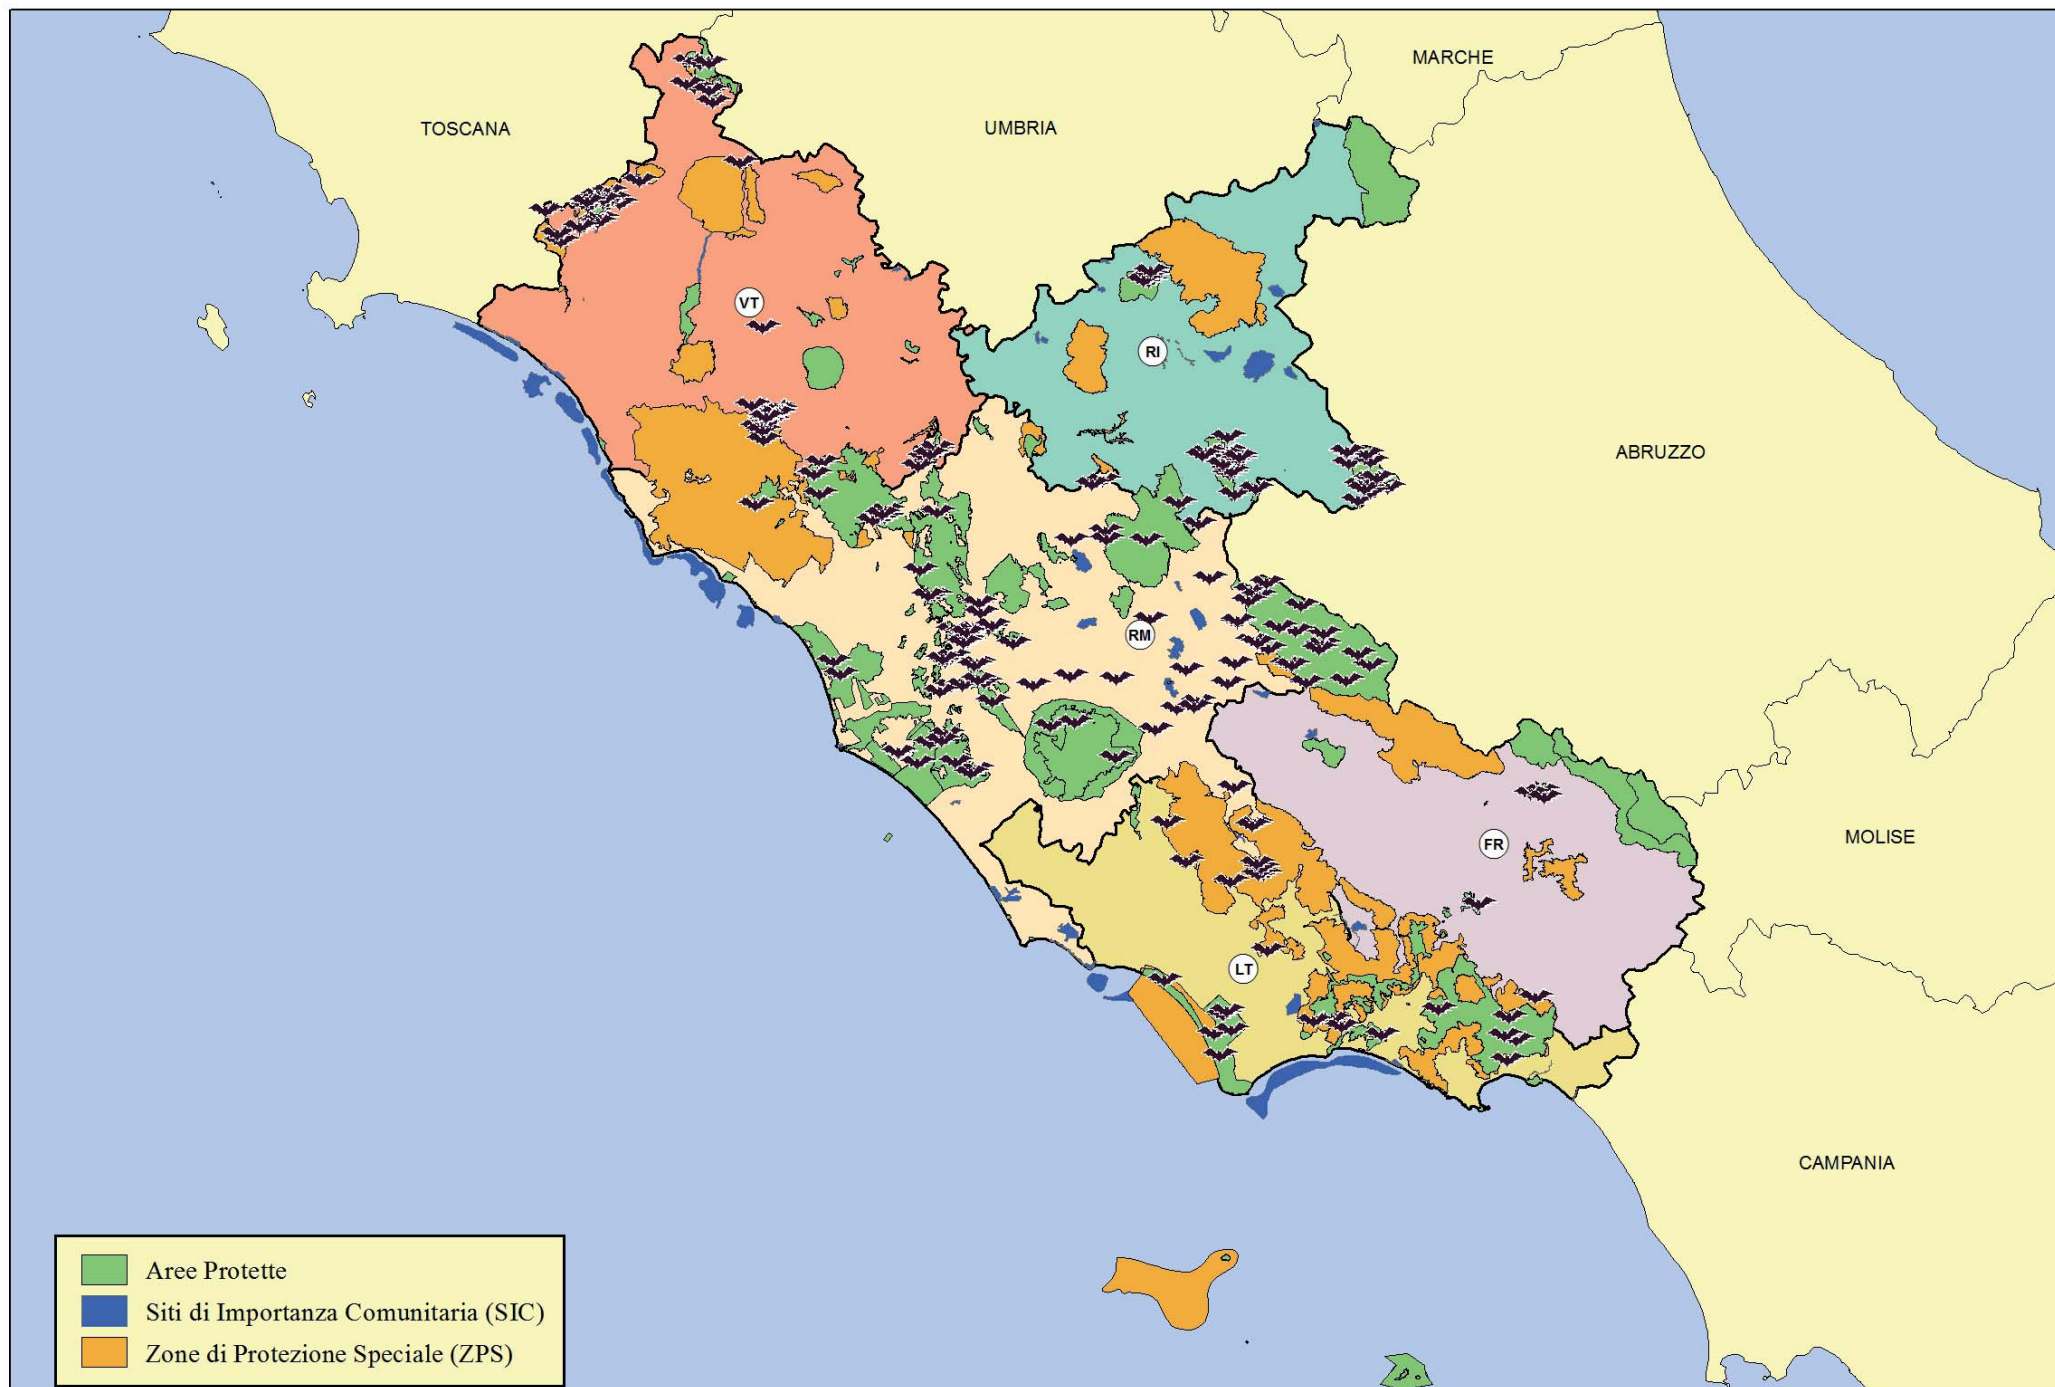 MARCHE
TOSCANA
UMBRIA
VT
RI
ABRUZZO
RM
MOLISE
FR
LT
CAMPANIA
Aree Protette
Siti di Importanza Comunitaria (SIC)
Zone di Protezione Speciale (ZPS)